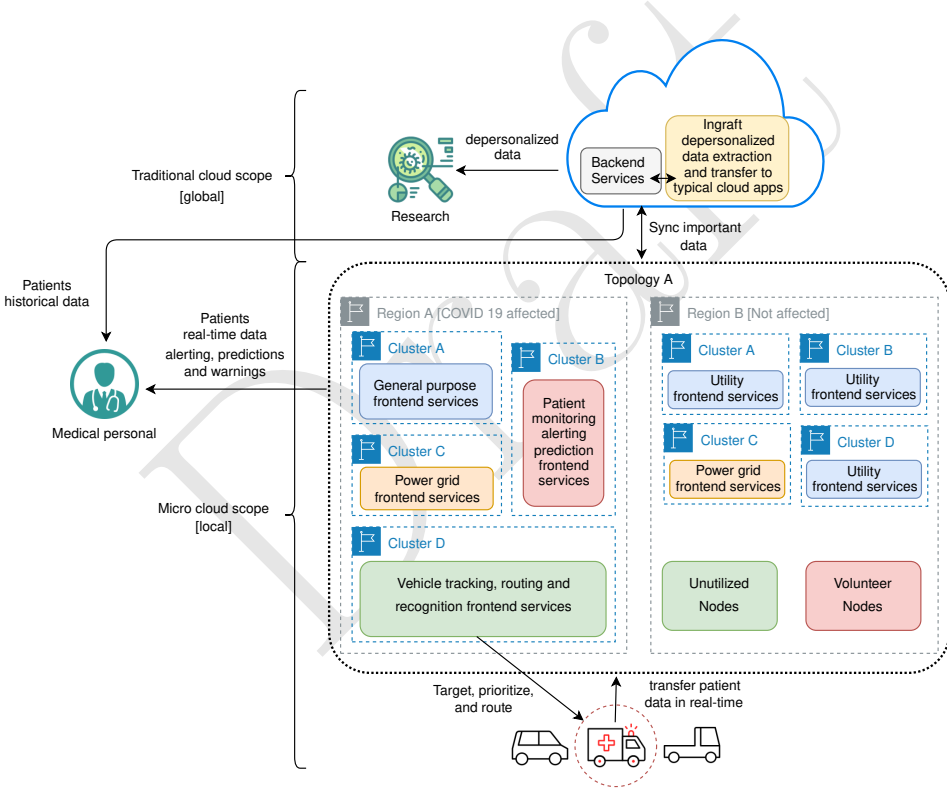 Ingraft
depersonalized
data extraction
and transfer to
typical cloud apps
Backend
Services
depersonalized
data
Research
Traditional cloud scope
[global]
Sync important
data
Patients
historical data
Topology A
Region A [COVID 19 affected]
Region B [Not affected]
Patients
real-time data
alerting, predictions
and warnings
Medical personal
Cluster A
General purpose
frontend services
Cluster B
Patient
monitoring
alerting
prediction
frontend
services
Cluster C
Power grid
frontend services
Cluster D
Vehicle tracking, routing and
recognition frontend services
Cluster A
Utility
frontend services
Cluster B
Utility
frontend services
Cluster C
Power grid
frontend services
Cluster D
Utility
frontend services
Unutilized
Nodes
Volunteer
Nodes
Micro cloud scope
[local]
Target, prioritize,
and route
transfer patient
data in real-time
Draft